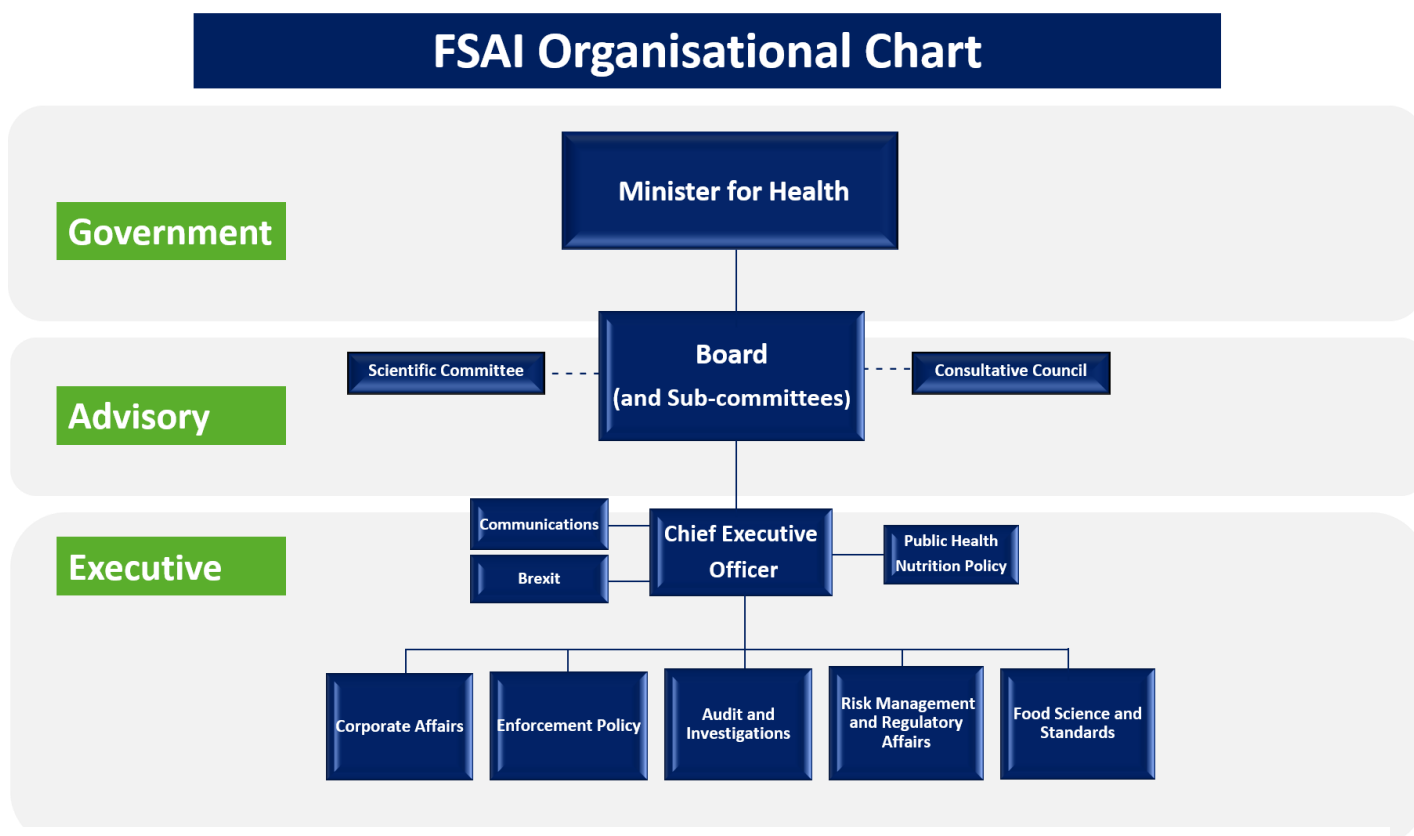 FSAI Organisational Chart
Minister for Health
Government
Board
(and Sub-committees)
Scientific Committee
Consultative Council
Advisory
Communications
Chief Executive
Officer
Public Health
Nutrition Policy
Brexit
Executive
Corporate Affairs
Enforcement Policy
Audit and
Investigations
Risk Management
and Regulatory
Affairs
Food Science and
Standards